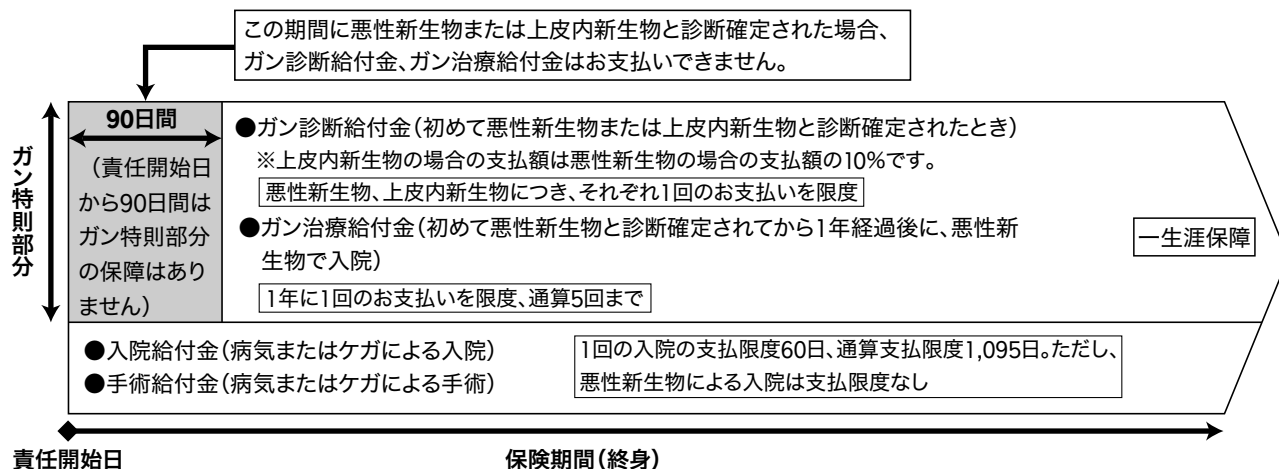 この期間に悪性新生物または上皮内新生物と診断確定された場合、
ガン診断給付金、ガン治療給付金はお支払いできません。
ガン特則部分
90日間
(責任開始日
から90日間は
ガン特則部分
の保障はあり
ません)
●ガン診断給付金(初めて悪性新生物または上皮内新生物と診断確定されたとき)
※上皮内新生物の場合の支払額は悪性新生物の場合の支払額の10%です。
悪性新生物、上皮内新生物につき、それぞれ1回のお支払いを限度
●ガン治療給付金(初めて悪性新生物と診断確定されてから1年経過後に、悪性新
生物で入院)
1年に1回のお支払いを限度、通算5回まで
一生涯保障
●入院給付金(病気またはケガによる入院)
●手術給付金(病気またはケガによる手術)
1回の入院の支払限度60日、通算支払限度1,095日。ただし、
悪性新生物による入院は支払限度なし
責任開始日
保険期間(終身)